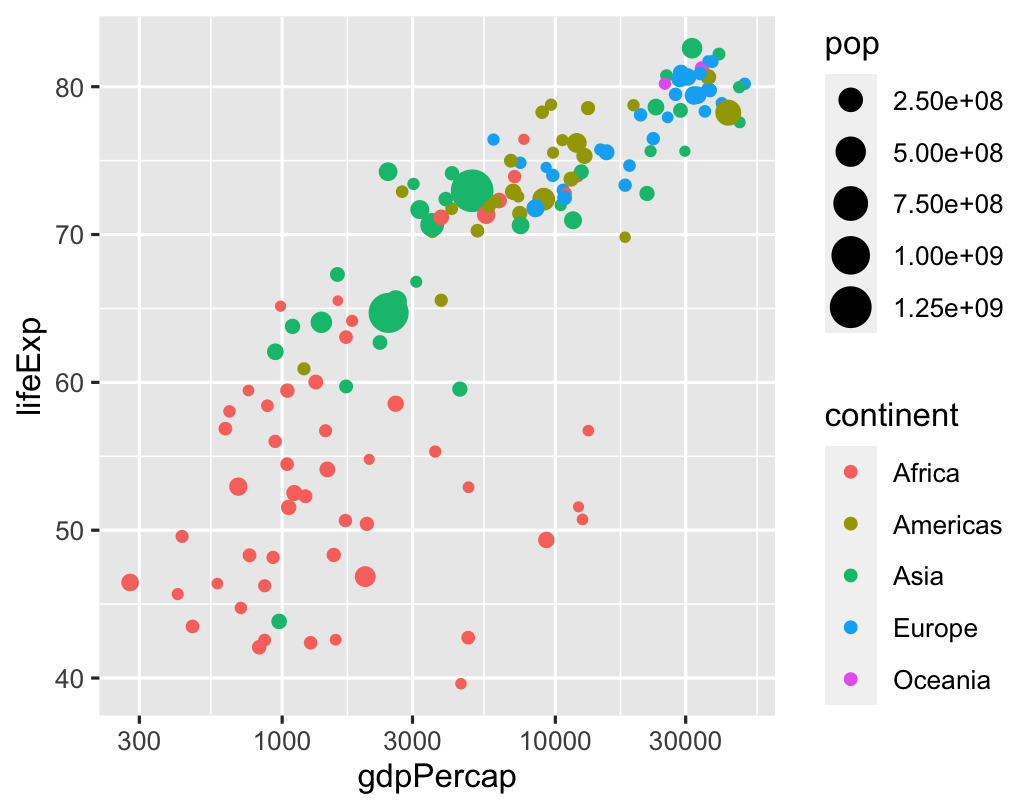 80
70
60
50
40
lifeExp
300
1000
3000
10000
30000
gdpPercap
pop
2.50e+08
5.00e+08
7.50e+08
1.00e+09
1.25e+09
continent
Africa
Americas
Asia
Europe
Oceania